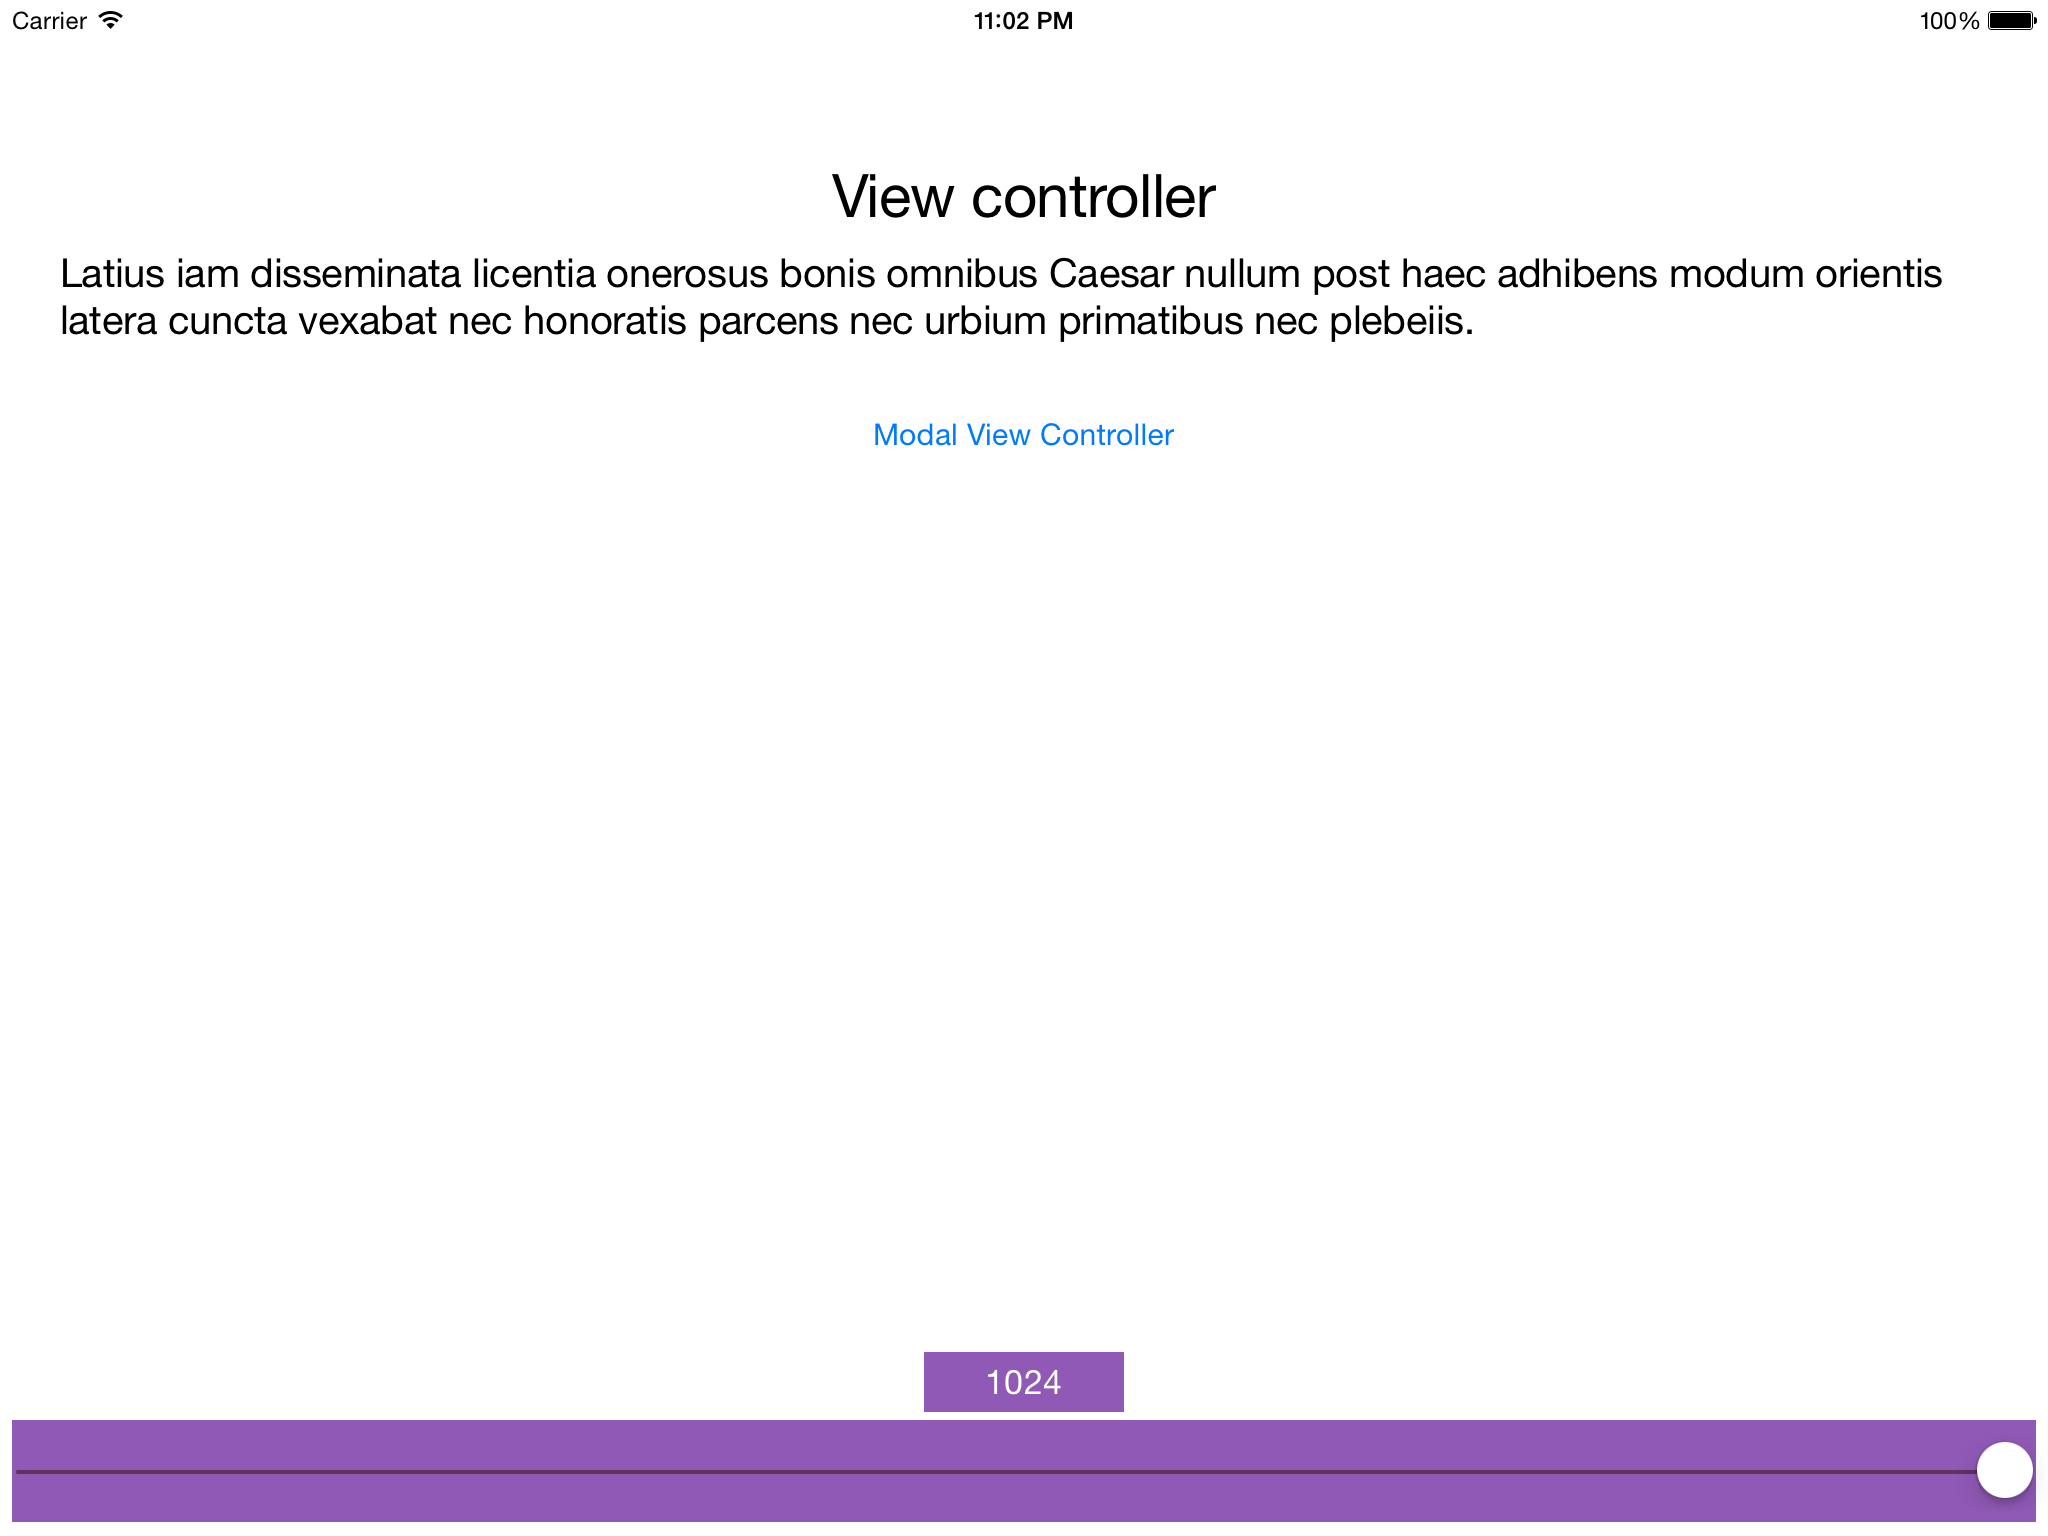 Carrier 11:02 PM 100%
View controller
Latius iam disseminata licentia onerosus bonis omnibus Caesar nullum post haec adhibens modum orientis
latera cuncta vexabat nec honoratis parcens nec urbium primatibus nec plebeiis.
Modal View Controller
1024